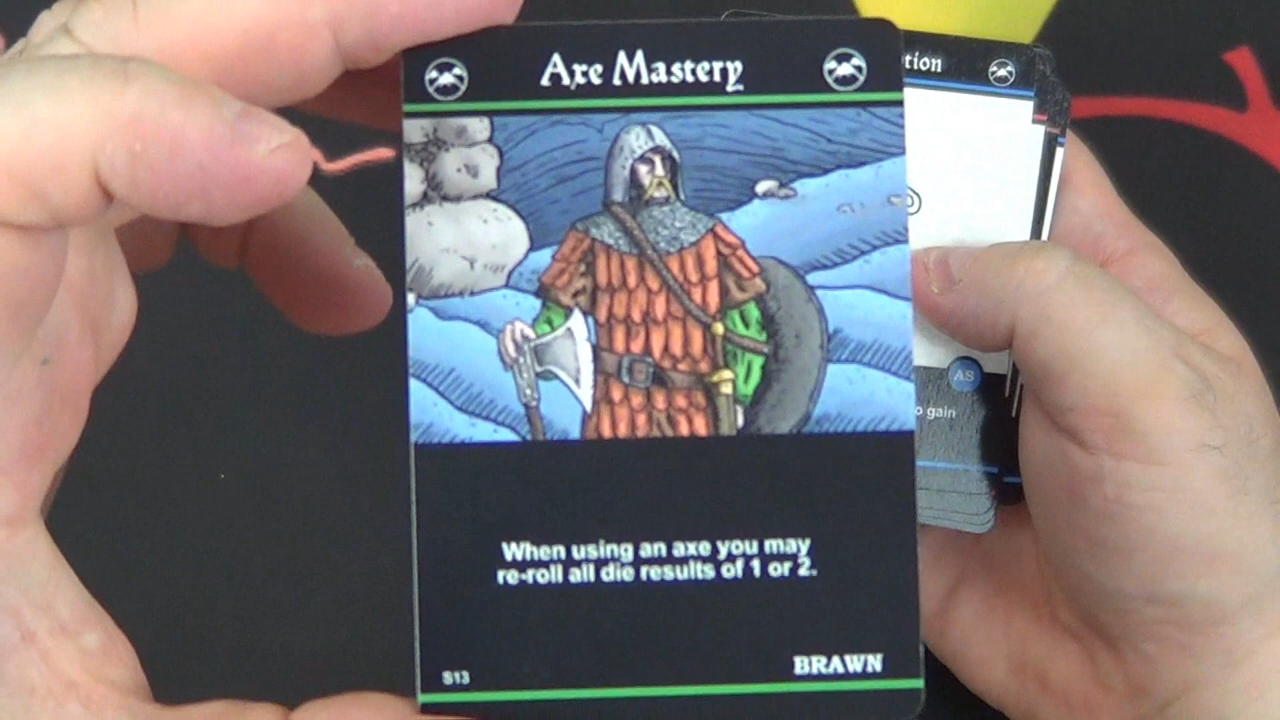 Axe Mastery
tion
When using an axe you may
re-roll all die results of 1 or 2.
S13
BRAWN
AS
o gain